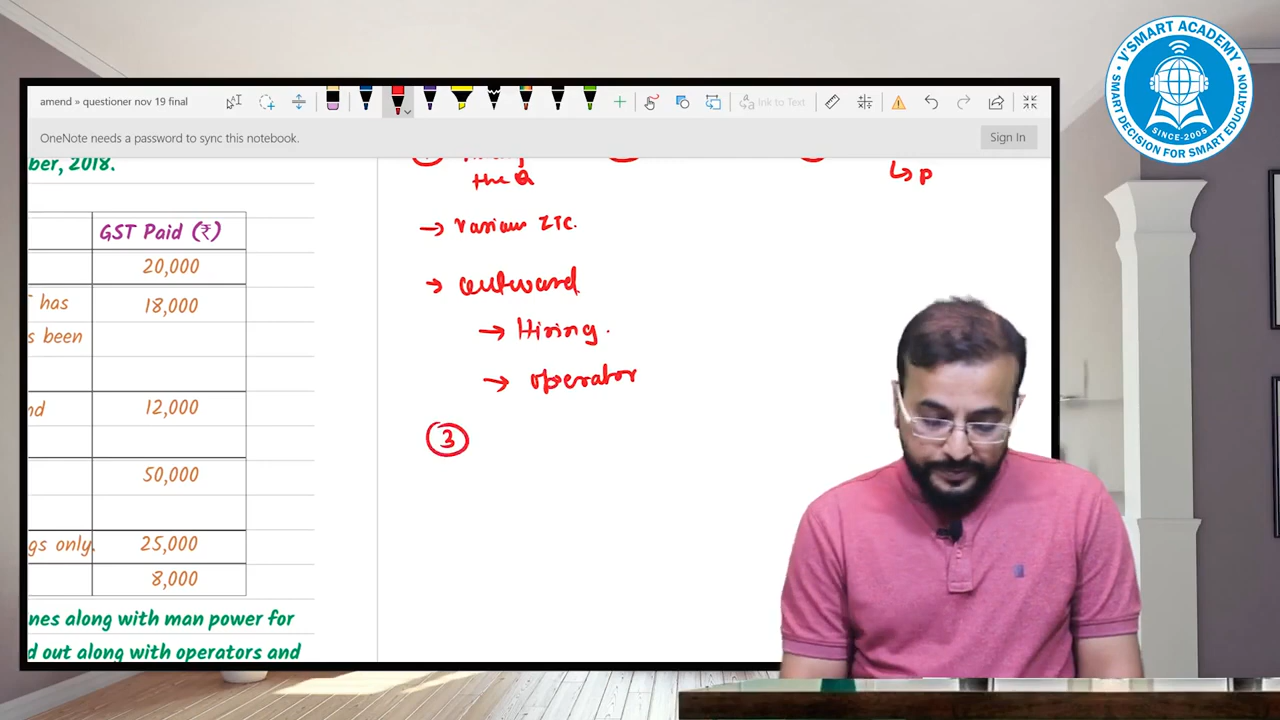 amend » questioner nov 19 final
Link to Text
OneNote needs a password to sync this notebook.
Sign In
ber, 2018.
GST Paid (₹)
20,000
has
18,000
s been
nd
12,000
50,000
gs only.
25,000
8,000
nes along with man power for
d out along with operators and
the Q
↳ P
→ Various ITC.
→ outward
→ Hiring.
→ operator
3
V'SMART ACADEMY
SMART DECISION FOR SMART EDUCATION
SINCE-2005